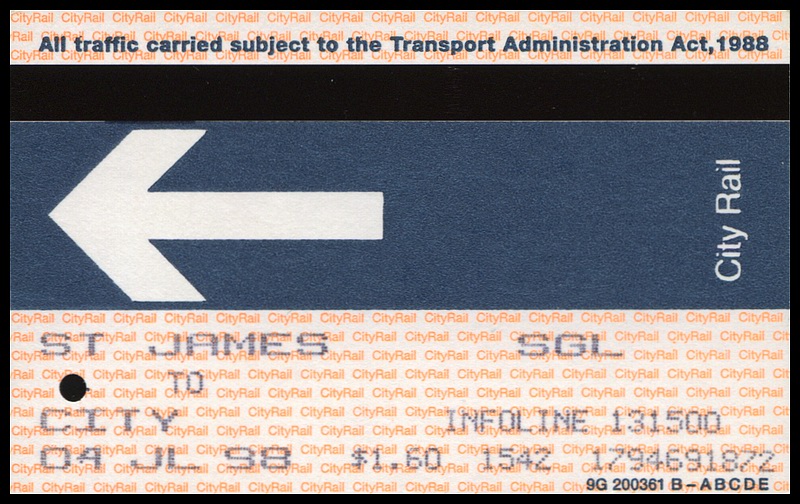 All traffic carried subject to the Transport Administration Act,1988
City Rail
ST JAMES SGL
TO
CITY INFOLINE 131500
04 JL 98 $1.60 1542 1794691872
9G 200361 B-ABCDE